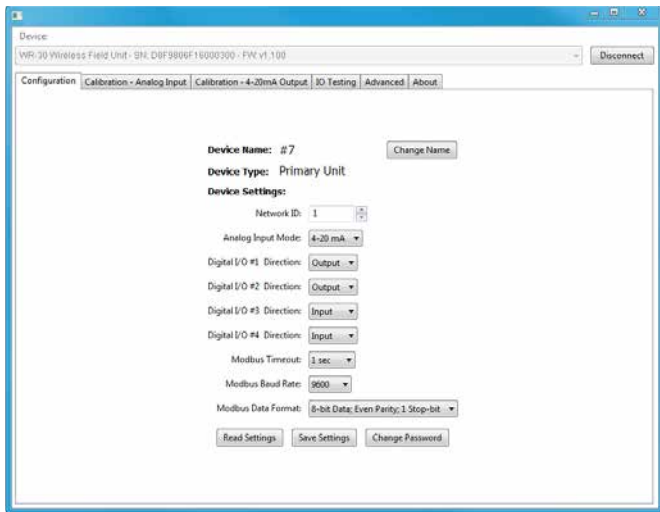 Device:
WR-30 Wireless Field Unit - SN: D8F9806F16000300 - FW v1.100
Disconnect
Configuration Calibration - Analog Input Calibration - 4-20mA Output IO Testing Advanced About
Device Name: #7 Change Name
Device Type: Primary Unit
Device Settings:
Network ID: 1
Analog Input Mode: 4-20 mA
Digital I/O #1 Direction: Output
Digital I/O #2 Direction: Output
Digital I/O #3 Direction: Input
Digital I/O #4 Direction: Input
Modbus Timeout: 1 sec
Modbus Baud Rate: 9600
Modbus Data Format: 8-bit Data; Even Parity; 1 Stop-bit
Read Settings Save Settings Change Password